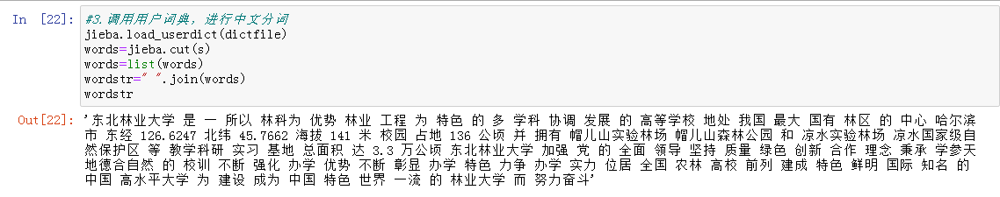 In [22]: #3.调用用户词典，进行中文分词
jieba.load_userdict(dictfile)
words=jieba.cut(s)
words=list(words)
wordstr=" ".join(words)
wordstr
Out[22]: '东北林业大学 是 一 所以 林科为 优势 林业 工程 为 特色 的 多 学科 协调 发展 的 高等学校 地处 我国 最大 国有 林区 的 中心 哈尔滨
市 东经 126.6247 北纬 45.7662 海拔 141 米 校园 占地 136 公顷 并 拥有 帽儿山实验林场 帽儿山森林公园 和 凉水实验林场 凉水国家级自
然保护区 等 教学科研 实习 基地 总面积 达 3.3 万公顷 东北林业大学 加强 党 的 全面 领导 坚持 质量 绿色 创新 合作 理念 秉承 学参天
地德合自然 的 校训 不断 强化 办学 优势 不断 彰显 办学 特色 力争 办学 实力 位居 全国 农林 高校 前列 建成 特色 鲜明 国际 知名 的
中国 高水平大学 为 建设 成为 中国 特色 世界 一流 的 林业大学 而 努力奋斗'